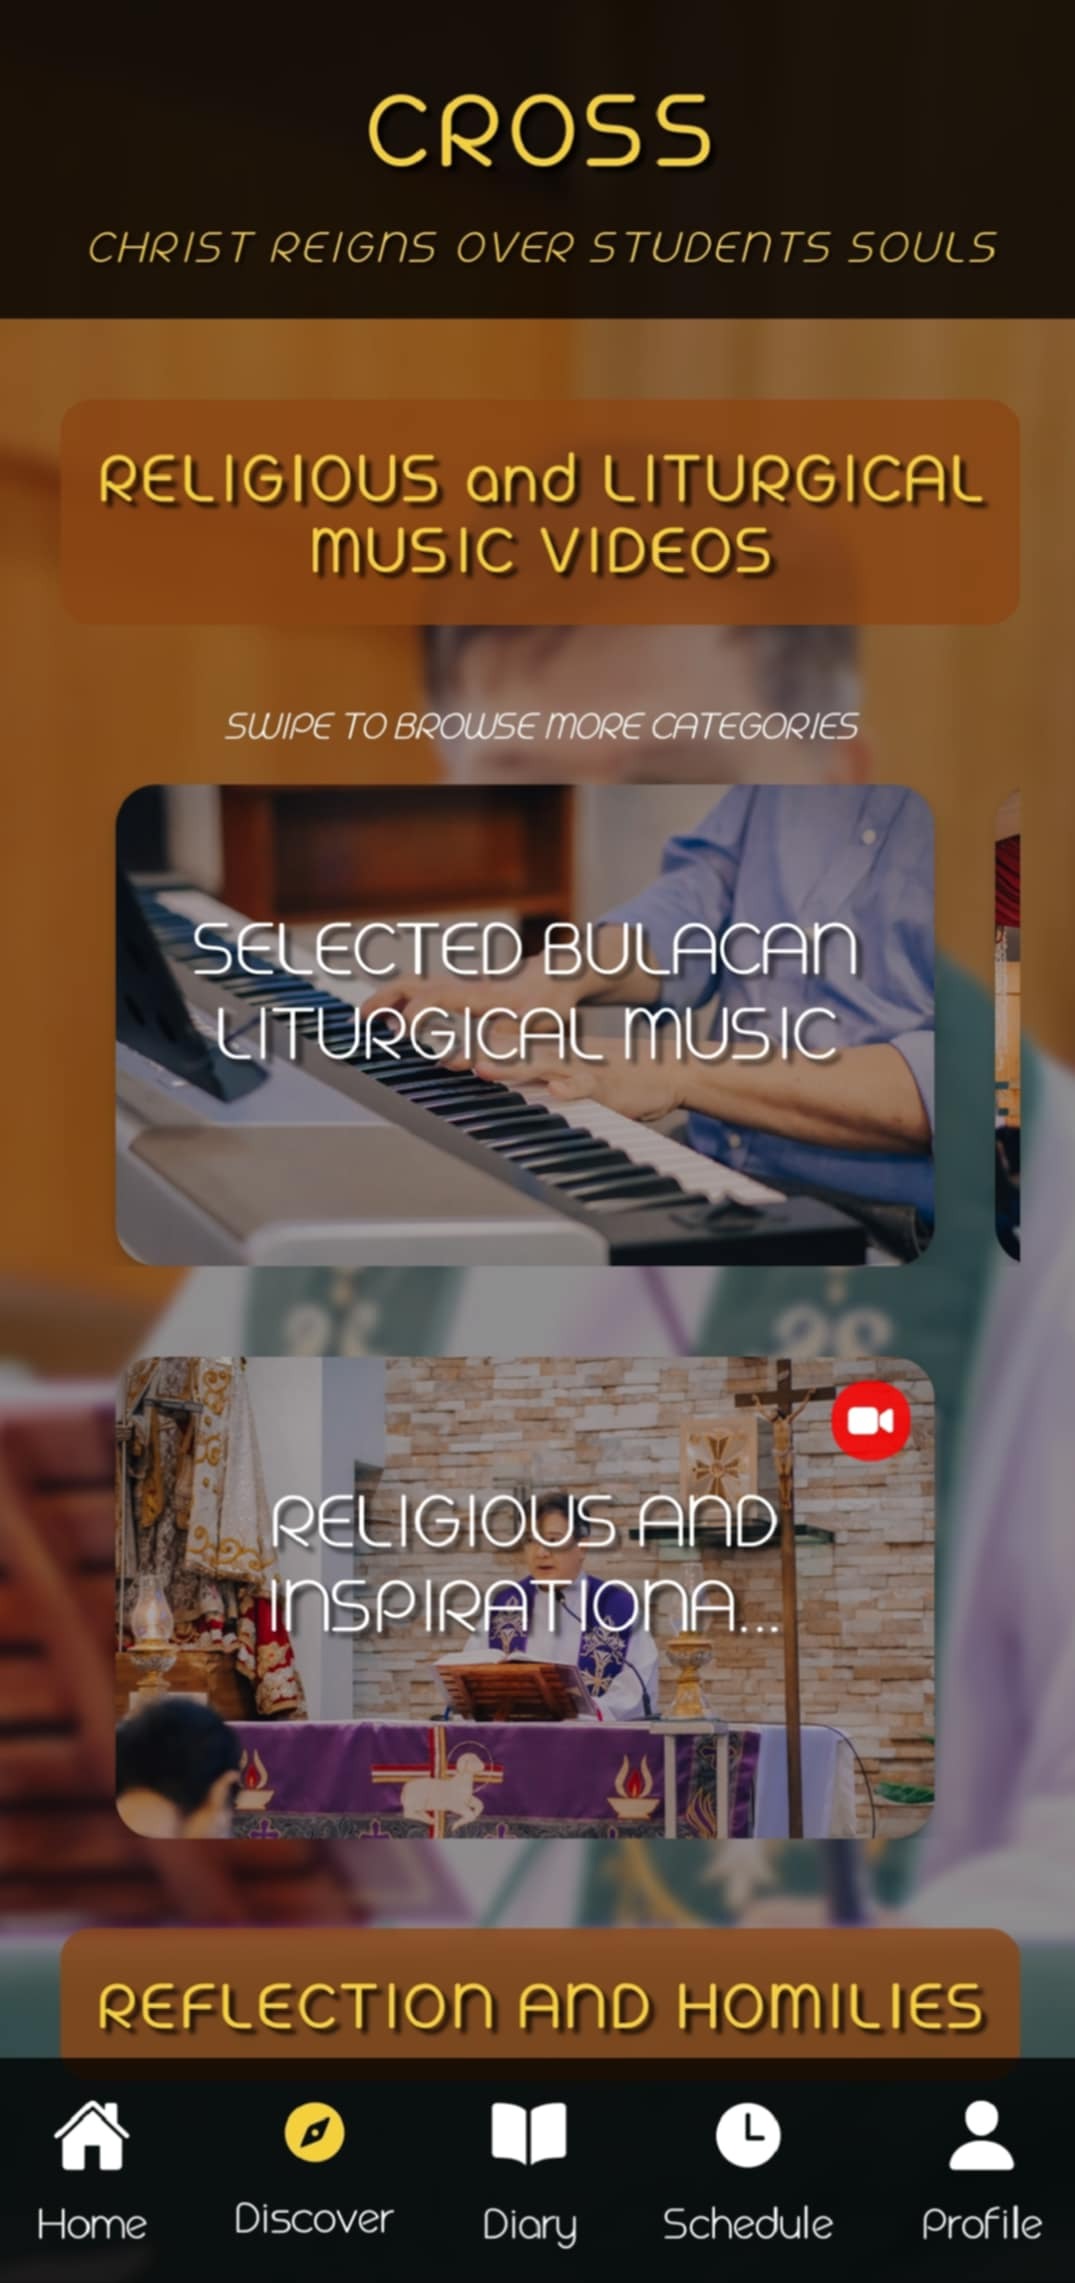 CROSS
CHRIST REIGNS OVER STUDENTS SOULS
RELIGIOUS and LITURGICAL
MUSIC VIDEOS
SWIPE TO BROWSE MORE CATEGORIES
SELECTED BULACAN
LITURGICAL MUSIC
RELIGIOUS AND
INSPIRATIONA...
REFLECTION AND HOMILIES
Home
Discover
Diary
Schedule
Profile